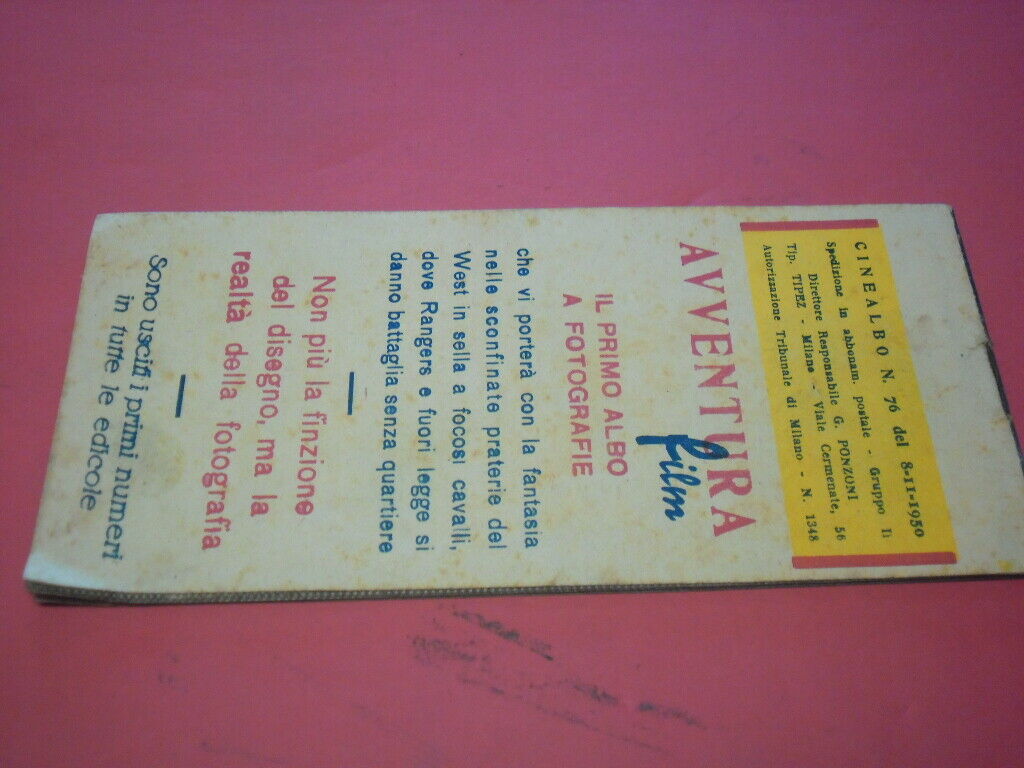 CINEALBO N. 76 del 8-11-1950
Spedizione in abbonam. postale - Gruppo II
Direttore Responsabile G. PONZONI
Tip. TIPEZ - Milano - Viale Cermenate, 56
Autorizzazione Tribunale di Milano - N. 1348
AVVENTURA
film
IL PRIMO ALBO
A FOTOGRAFIE
che vi porterà con la fantasia
nelle sconfinate praterie del
West in sella a focosi cavalli,
dove Rangers e fuori legge si
danno battaglia senza quartiere
Non più la finzione
del disegno, ma la
realtà della fotografia
Sono usciti i primi numeri
in tutte le edicole